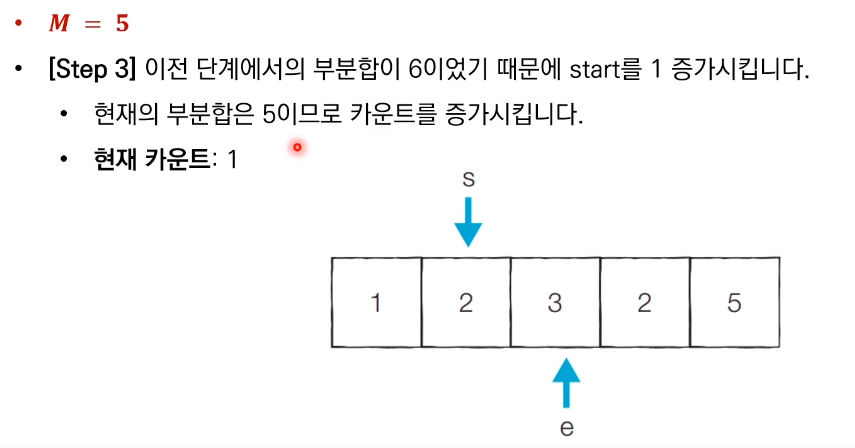 • M = 5
• [Step 3] 이전 단계에서의 부분합이 6이었기 때문에 start를 1 증가시킵니다.
• 현재의 부분합은 5이므로 카운트를 증가시킵니다.
• 현재 카운트: 1
s
1 2 3 2 5
e